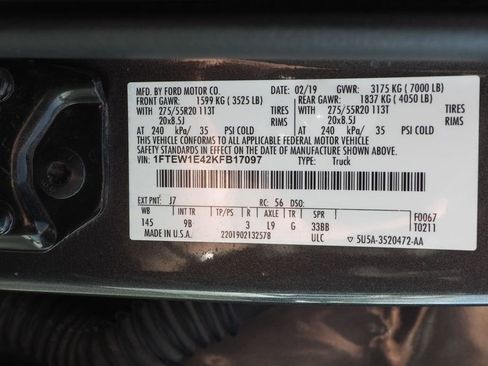 MFD. BY FORD MOTOR CO. DATE: 02/19 GVWR: 3175 KG ( 7000 LB)
FRONT GAWR: 1599 KG ( 3525 LB) REAR GAWR: 1837 KG ( 4050 LB)
WITH 275/55R20 113T TIRES WITH 275/55R20 113T TIRES
20x8.5J RIMS 20x8.5J RIMS
AT 240 kPa/ 35 PSI COLD AT 240 kPa/ 35 PSI COLD
THIS VEHICLE CONFORMS TO ALL APPLICABLE FEDERAL MOTOR VEHICLE
SAFETY STANDARDS IN EFFECT ON THE DATE OF MANUFACTURE SHOWN ABOVE.
VIN: 1FTEW1E42KFB17097 TYPE: Truck
EXT PNT: J7 RC: 56 DSO:
WB INT TR TP/PS R AXLE TR SPR F0067
145 9B 3 L9 G 33BB T0211
MADE IN U.S.A. 2201902132578 ULC ▽ 5U5A-3520472-AA